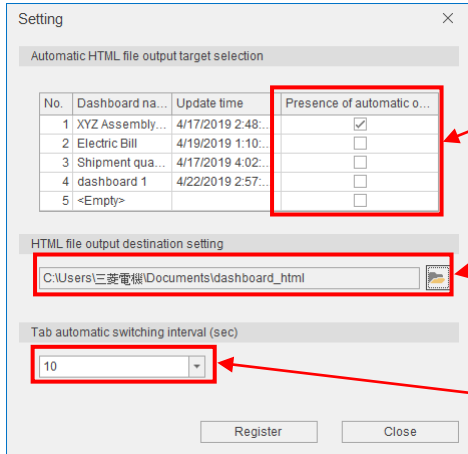 Setting
Automatic HTML file output target selection
No. Dashboard na... Update time Presence of automatic o...
1 XYZ Assembly... 4/17/2019 2:48:...
2 Electric Bill 4/19/2019 1:10:...
3 Shipment qua... 4/17/2019 4:02:...
4 dashboard 1 4/22/2019 2:57:...
5 <Empty>
HTML file output destination setting
C:\Users\三菱電機\Documents\dashboard_html
Tab automatic switching interval (sec)
10
Register Close